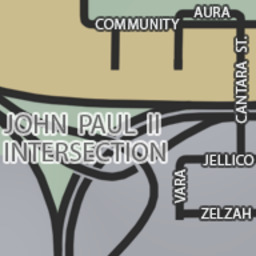 AURA
COMMUNITY
CANTARA ST.
JOHN PAUL II
INTERSECTION
JELLICO
VARA
ZELZAH